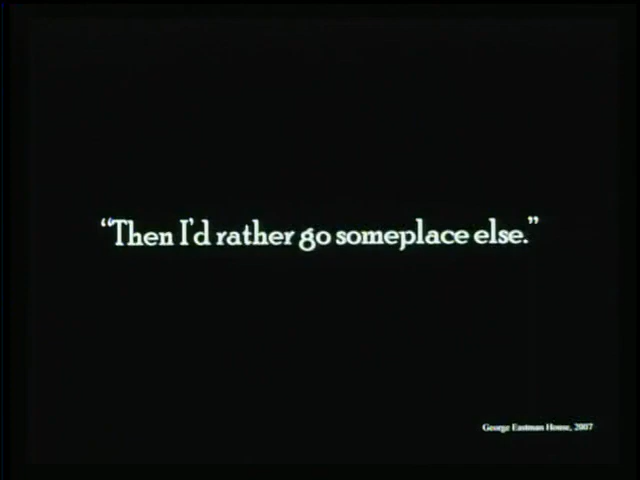 “Then I'd rather go someplace else.”
George Eastman House, 2007